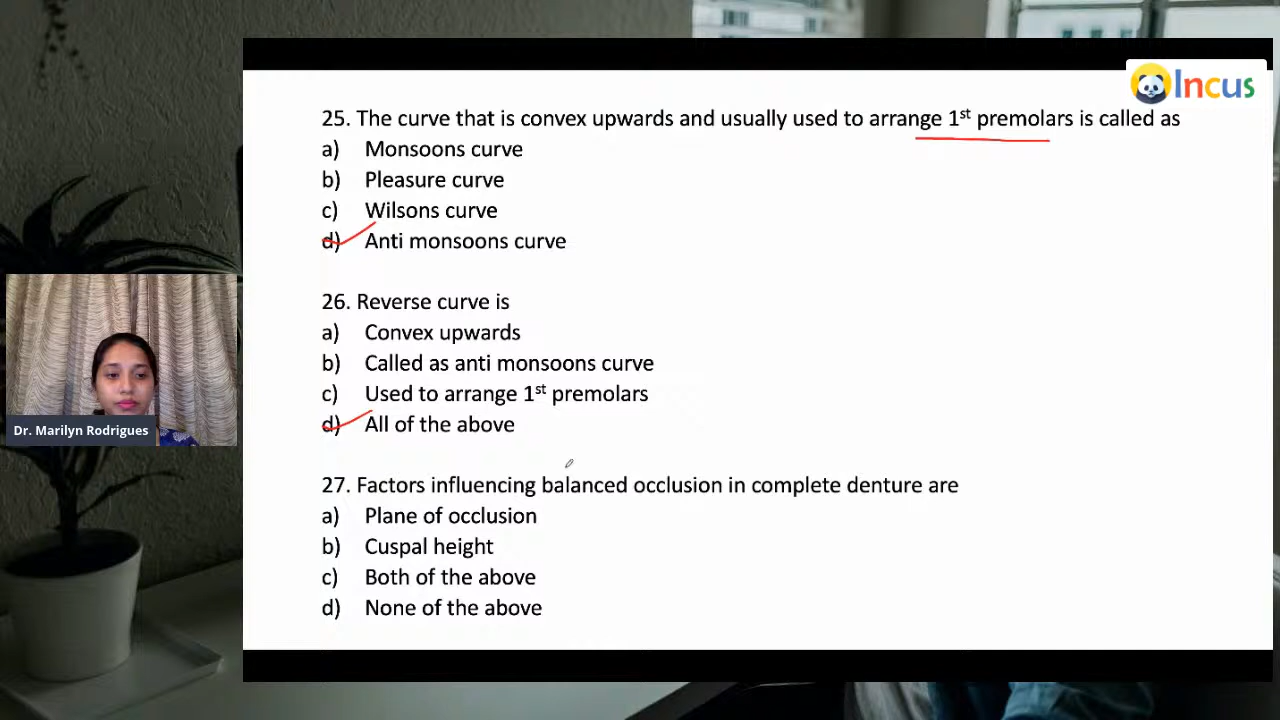 Incus
25. The curve that is convex upwards and usually used to arrange 1st premolars is called as
a) Monsoons curve
b) Pleasure curve
c) Wilsons curve
d) Anti monsoons curve
26. Reverse curve is
a) Convex upwards
b) Called as anti monsoons curve
c) Used to arrange 1st premolars
d) All of the above
Dr. Marilyn Rodrigues
27. Factors influencing balanced occlusion in complete denture are
a) Plane of occlusion
b) Cuspal height
c) Both of the above
d) None of the above